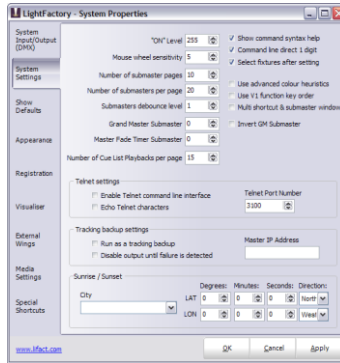 LightFactory - System Properties
System Input/Output (DMX)
System Settings
Show Defaults
Appearance
Registration
Visualiser
External Wings
Media Settings
Special Shortcuts
www.lifact.com
"ON" Level 255
Mouse wheel sensitivity 5
Number of submaster pages 10
Number of submasters per page 20
Submasters debounce level 1
Grand Master Submaster 0
Master Fade Timer Submaster 0
Number of Cue List Playbacks per page 15
Show command syntax help
Command line direct 1 digit
Select fixtures after setting
Use advanced colour heuristics
Use V1 function key order
Multi shortcut & submaster window
Invert GM Submaster
Telnet settings
Enable Telnet command line interface
Echo Telnet characters
Telnet Port Number
3100
Tracking backup settings
Run as a tracking backup
Disable output until failure is detected
Master IP Address
Sunrise / Sunset
City
Degrees: Minutes: Seconds: Direction:
LAT 0 0 0 North
LON 0 0 0 West
OK Cancel Apply